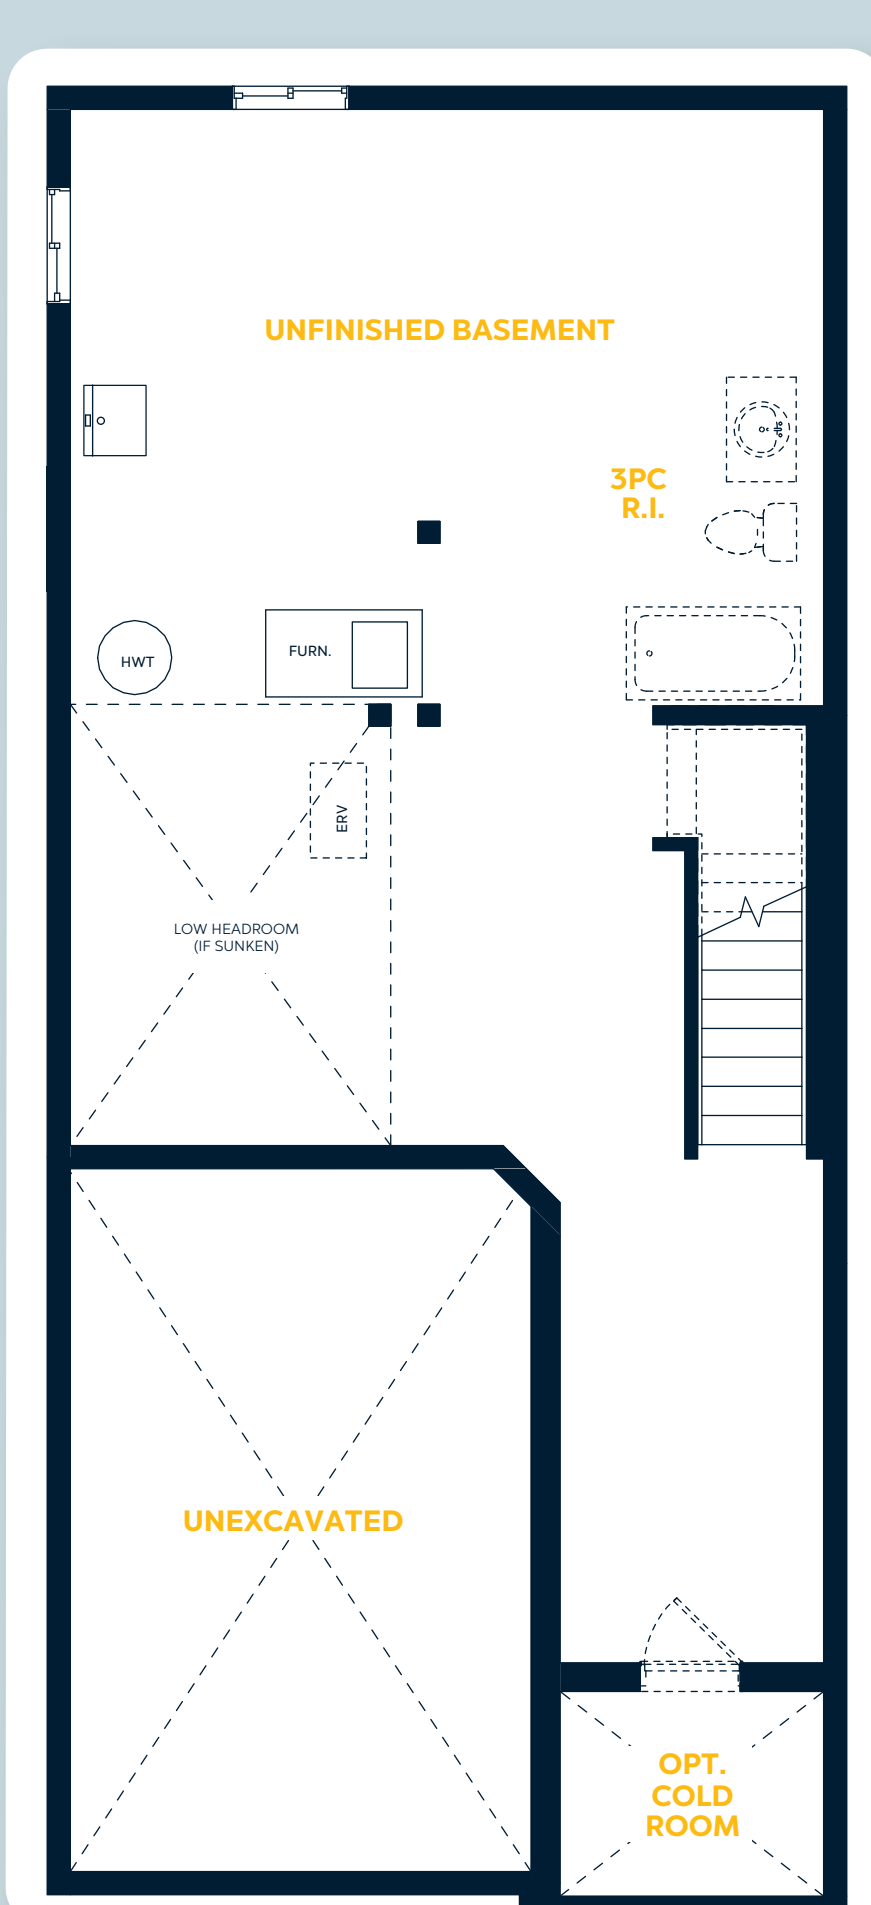 UNFINISHED BASEMENT
3PC
R.I.
FURN.
HWT
ERV
LOW HEADROOM
(IF SUNKEN)
UNEXCAVATED
OPT.
COLD
ROOM